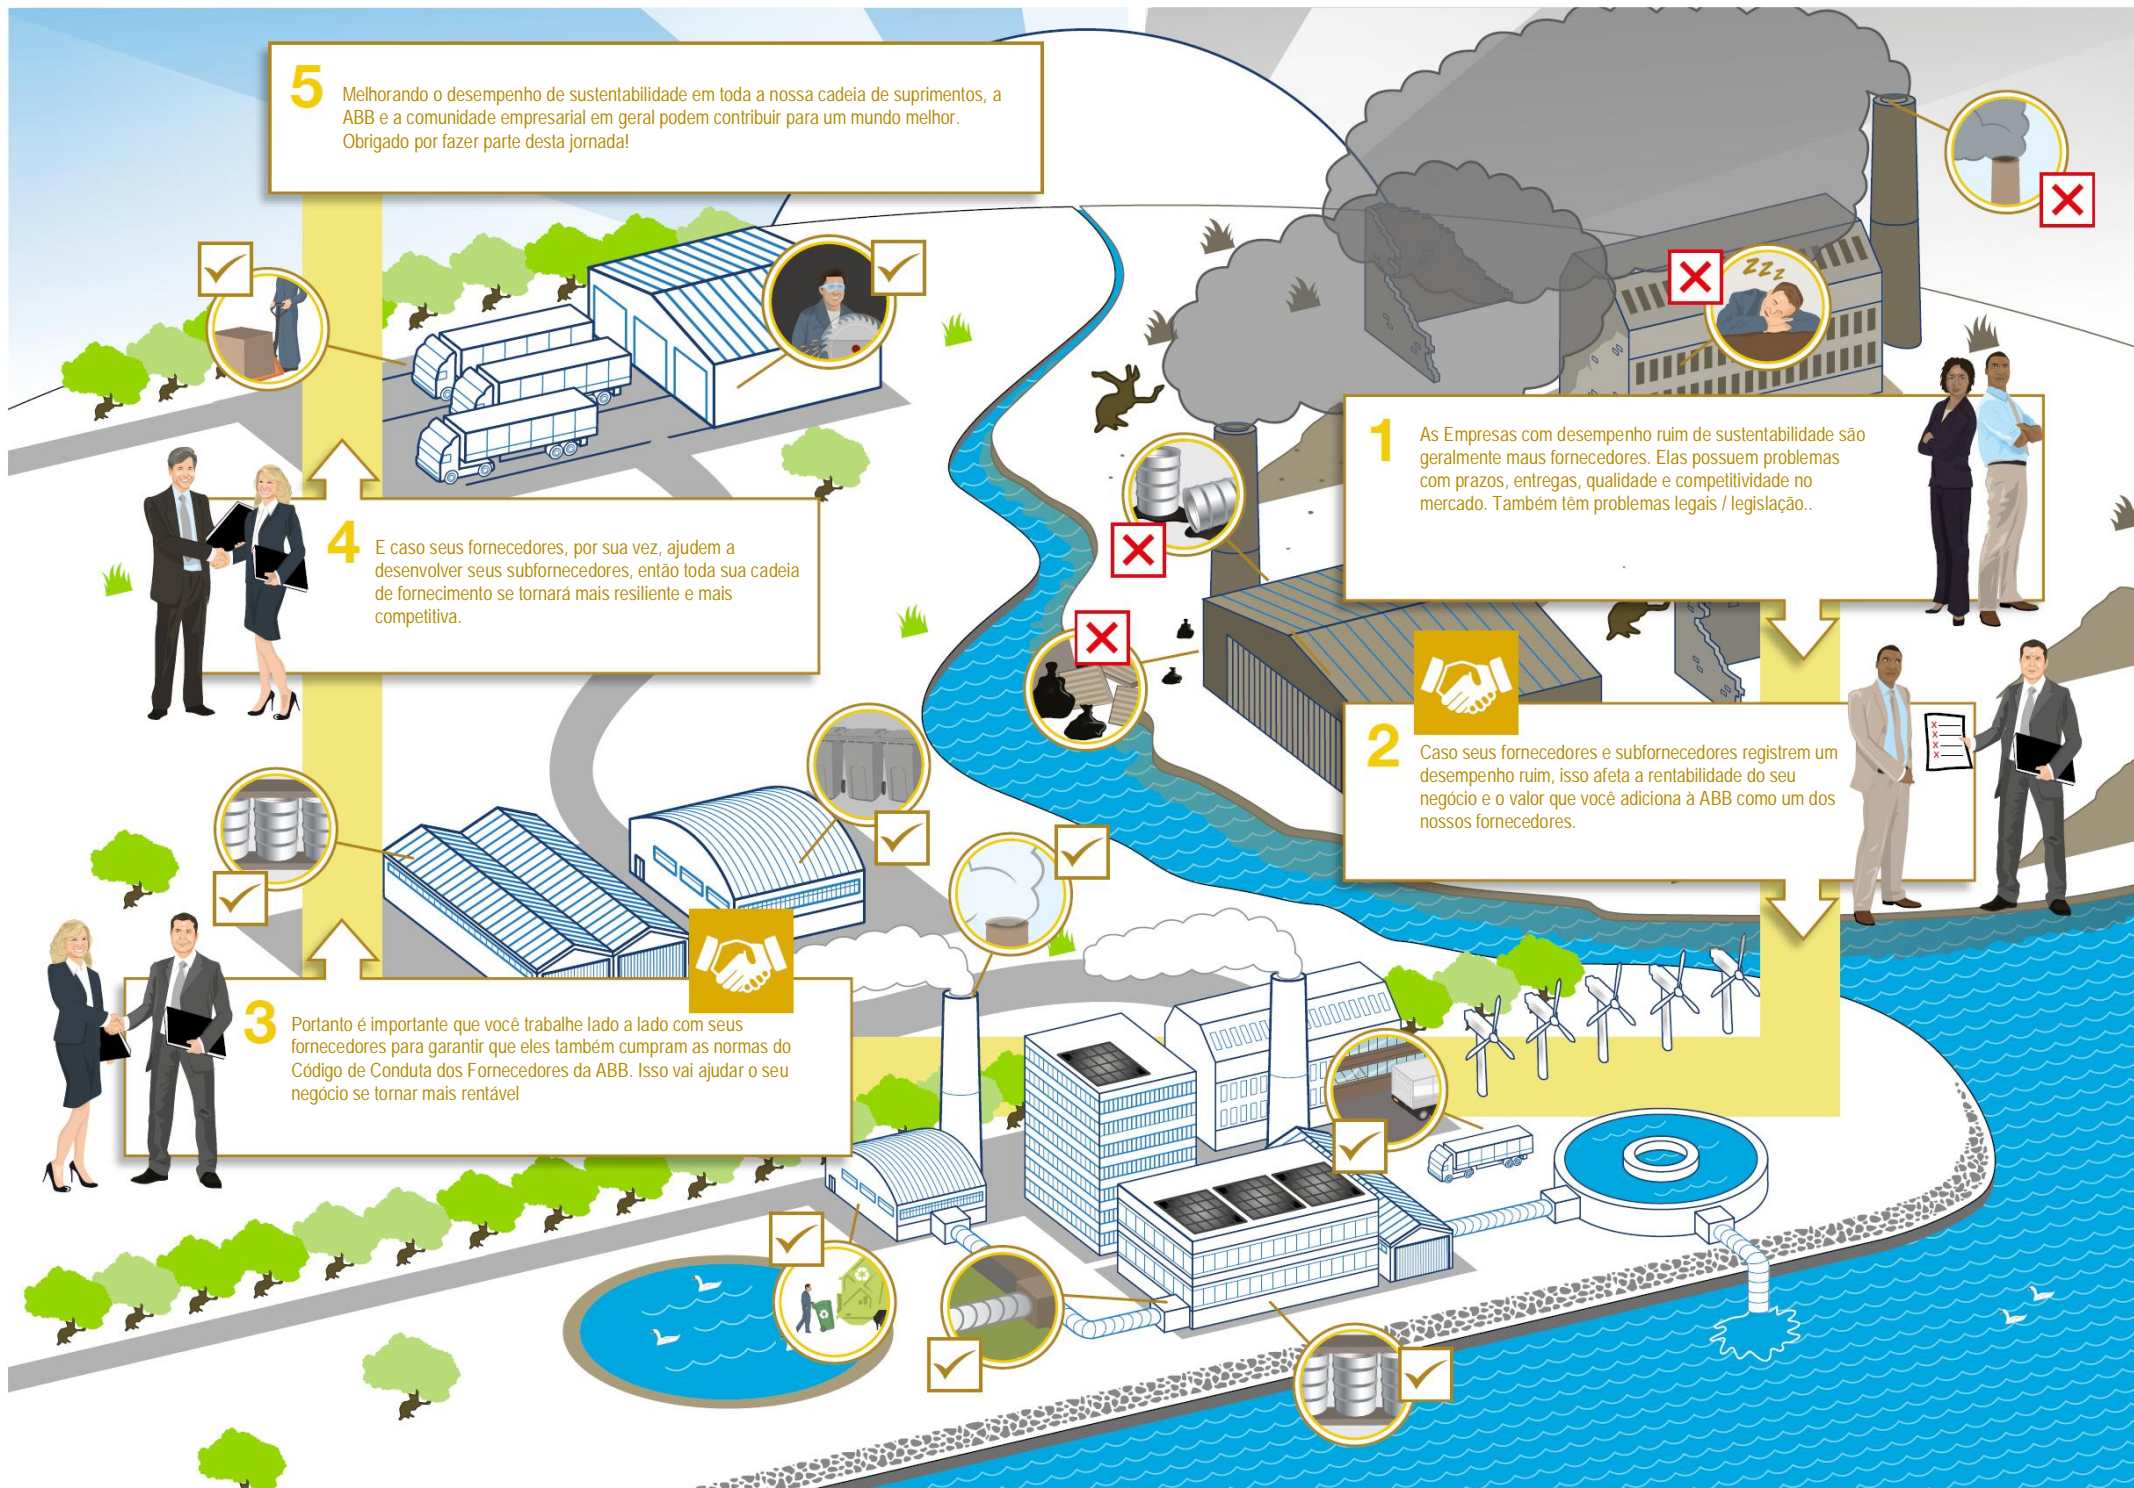 5
Melhorando o desempenho de sustentabilidade em toda a nossa cadeia de suprimentos, a
ABB e a comunidade empresarial em geral podem contribuir para um mundo melhor.
Obrigado por fazer parte desta jornada!
zzz
1
As Empresas com desempenho ruim de sustentabilidade são
geralmente maus fornecedores. Elas possuem problemas
com prazos, entregas, qualidade e competitividade no
mercado. Também têm problemas legais / legislação..
.
4
E caso seus fornecedores, por sua vez, ajudem a
desenvolver seus subfornecedores, então toda sua cadeia
de fornecimento se tornará mais resiliente e mais
competitiva.
2
Caso seus fornecedores e subfornecedores registrem um
desempenho ruim, isso afeta a rentabilidade do seu
negócio e o valor que você adiciona à ABB como um dos
nossos fornecedores.
x
x
x
x
3
Portanto é importante que você trabalhe lado a lado com seus
fornecedores para garantir que eles também cumpram as normas do
Código de Conduta dos Fornecedores da ABB. Isso vai ajudar o seu
negócio se tornar mais rentável